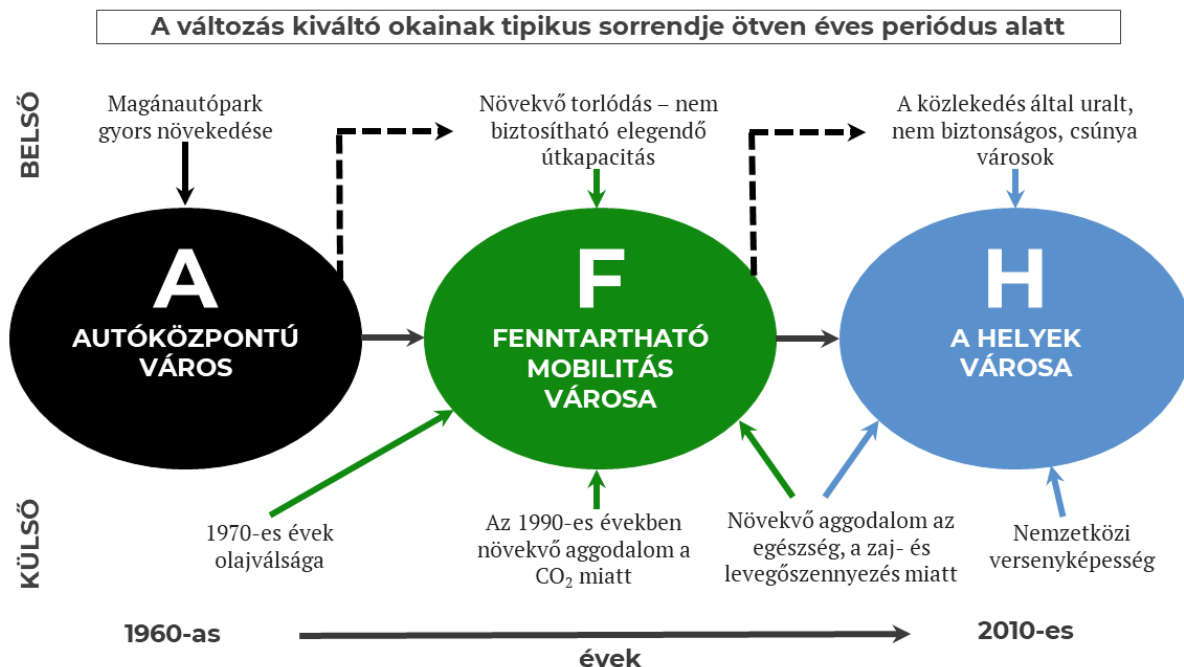 A változás kiváltó okainak tipikus sorrendje ötven éves periódus alatt
BELSŐ
Magánautópark
gyors növekedése
Növekvő torlódás – nem
biztosítható elegendő
útkapacitás
A közlekedés által uralt,
nem biztonságos, csúnya
városok
A
AUTÓKÖZPONTÚ
VÁROS
F
FENNTARTHATÓ
MOBILITÁS
VÁROSA
H
A HELYEK
VÁROSA
KÜLSŐ
1970-es évek
olajválsága
Az 1990-es években
növekvő aggodalom a
CO₂ miatt
Növekvő aggodalom az
egészség, a zaj- és
levegőszennyezés miatt
Nemzetközi
versenyképesség
1960-as
évek
2010-es